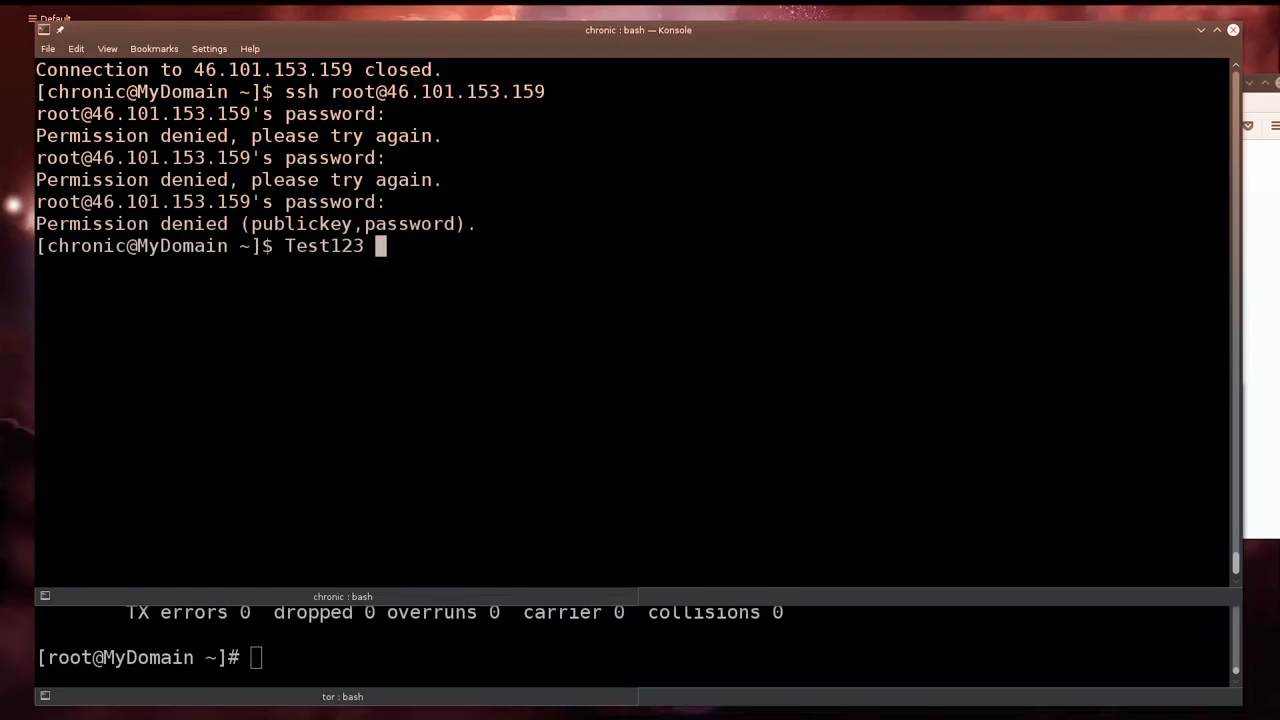 Default
chronic : bash — Konsole
File Edit View Bookmarks Settings Help
Connection to 46.101.153.159 closed.
[chronic@MyDomain ~]$ ssh root@46.101.153.159
root@46.101.153.159's password:
Permission denied, please try again.
root@46.101.153.159's password:
Permission denied, please try again.
root@46.101.153.159's password:
Permission denied (publickey,password).
[chronic@MyDomain ~]$ Test123
chronic : bash
TX errors 0 dropped 0 overruns 0 carrier 0 collisions 0
[root@MyDomain ~]#
tor : bash